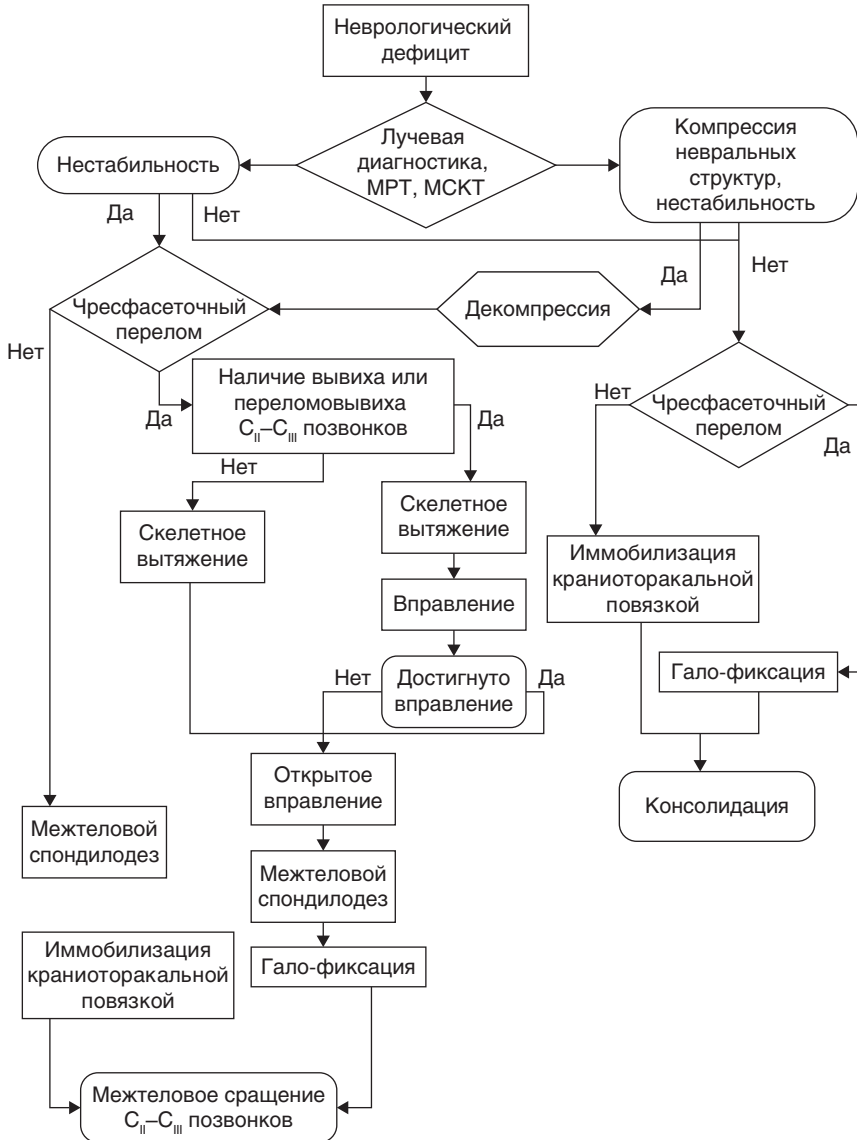 Неврологический
дефицит
Лучевая
диагностика,
МРТ, МСКТ
Нестабильность
Компрессия
невральных
структур,
нестабильность
Да
Нет
Да
Нет
Чресфасеточный
перелом
Декомпрессия
Нет
Да
Наличие вывиха или
переломовывиха
C_II–C_III позвонков
Нет
Да
Чресфасеточный
перелом
Нет
Да
Скелетное
вытяжение
Скелетное
вытяжение
Иммобилизация
краниоторакальной
повязкой
Вправление
Нет
Достигнуто
вправление
Да
Гало-фиксация
Открытое
вправление
Консолидация
Межтеловой
спондилодез
Межтеловой
спондилодез
Иммобилизация
краниоторакальной
повязкой
Гало-фиксация
Межтеловое сращение
C_II–C_III позвонков